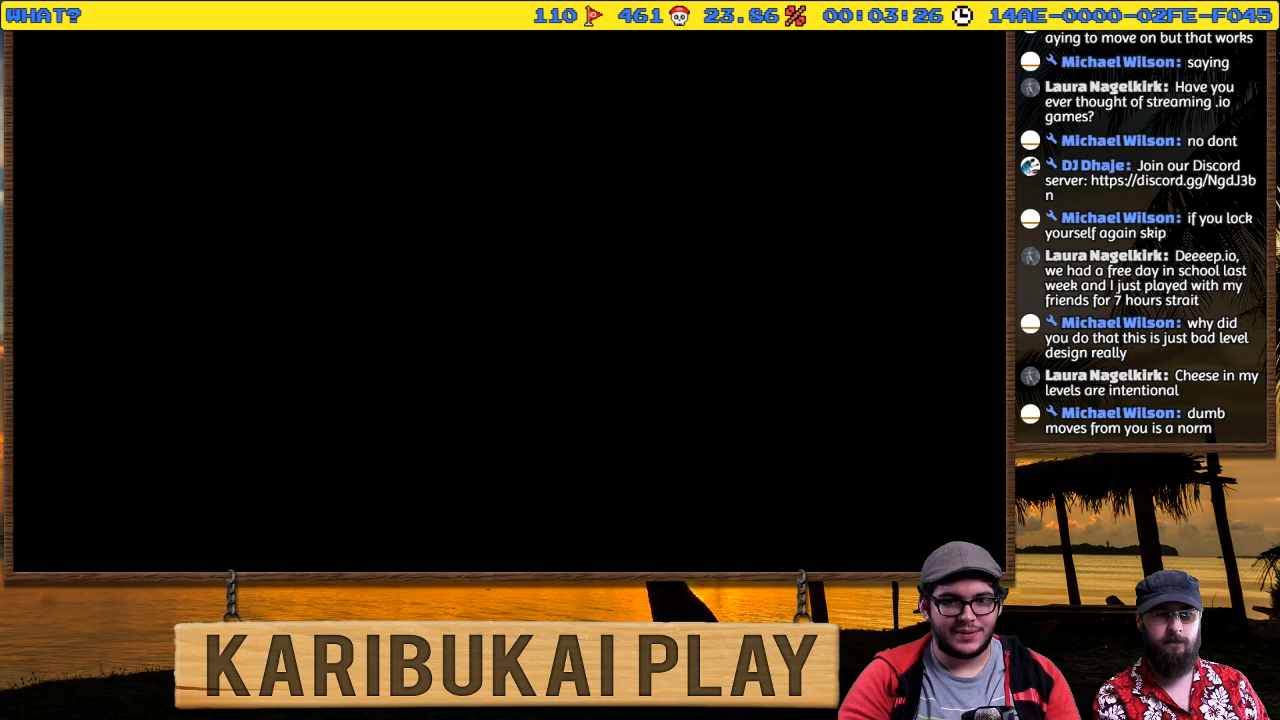 WHAT?
110 461 23.86 00:03:26 14AE-0000-02FE-F045
aying to move on but that works
Michael Wilson: saying
Laura Nagelkirk: Have you
ever thought of streaming .io
games?
Michael Wilson: no dont
DJ Dhaje: Join our Discord
server: https://discord.gg/NgdJ3b
n
Michael Wilson: if you lock
yourself again skip
Laura Nagelkirk: Deeeep.io,
we had a free day in school last
week and I just played with my
friends for 7 hours strait
Michael Wilson: why did
you do that this is just bad level
design really
Laura Nagelkirk: Cheese in my
levels are intentional
Michael Wilson: dumb
moves from you is a norm
KARIBUKAI PLAY